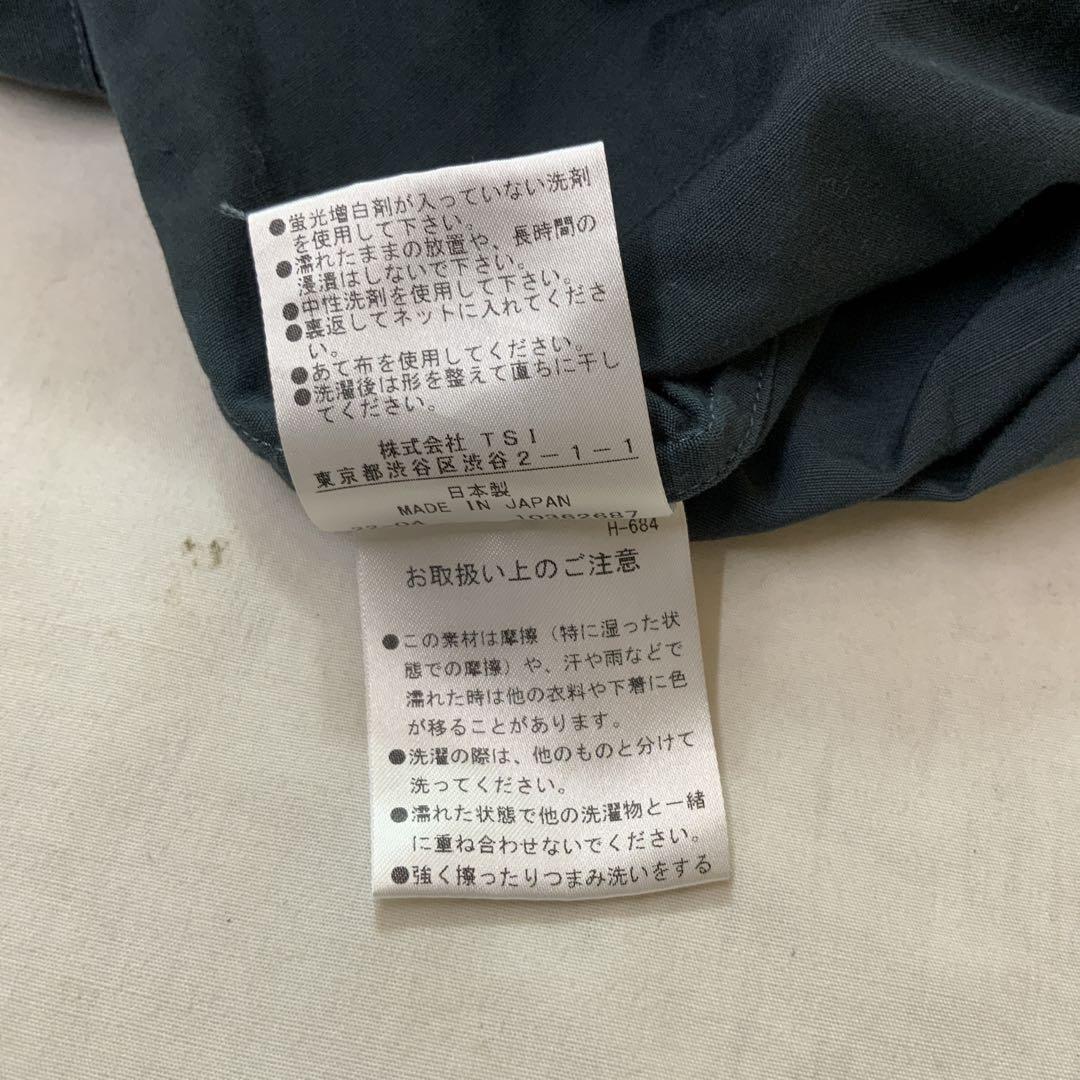 ●蛍光増白剤が入っていない洗剤
を使用して下さい。
●濡れたままの放置や、長時間の
浸漬はしないで下さい。
●中性洗剤を使用して下さい。
●裏返してネットに入れてくださ
い。
●あて布を使用してください。
●洗濯後は形を整えて直ちに干し
てください。
株式会社 TSI
東京都渋谷区渋谷2－1－1
日本製
MADE IN JAPAN
H-684
お取扱い上のご注意
●この素材は摩擦（特に湿った状
態での摩擦）や、汗や雨などで
濡れた時は他の衣料や下着に色
が移ることがあります。
●洗濯の際は、他のものと分けて
洗ってください。
●濡れた状態で他の洗濯物と一緒
に重ね合わせないでください。
●強く擦ったりつまみ洗いをする